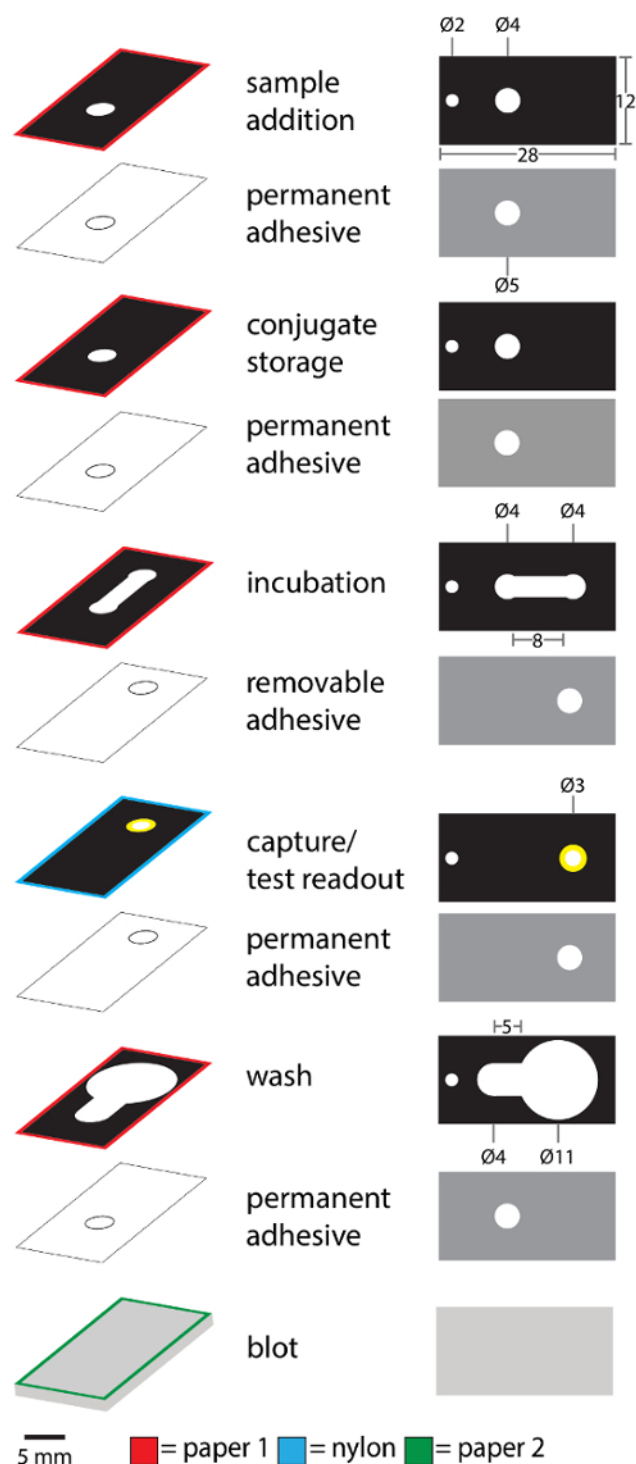 Ø2 Ø4
sample
addition
12
28
permanent
adhesive
Ø5
conjugate
storage
permanent
adhesive
Ø4 Ø4
incubation
8
removable
adhesive
Ø3
capture/
test readout
permanent
adhesive
5
wash
Ø4 Ø11
permanent
adhesive
blot
5 mm = paper 1 = nylon = paper 2